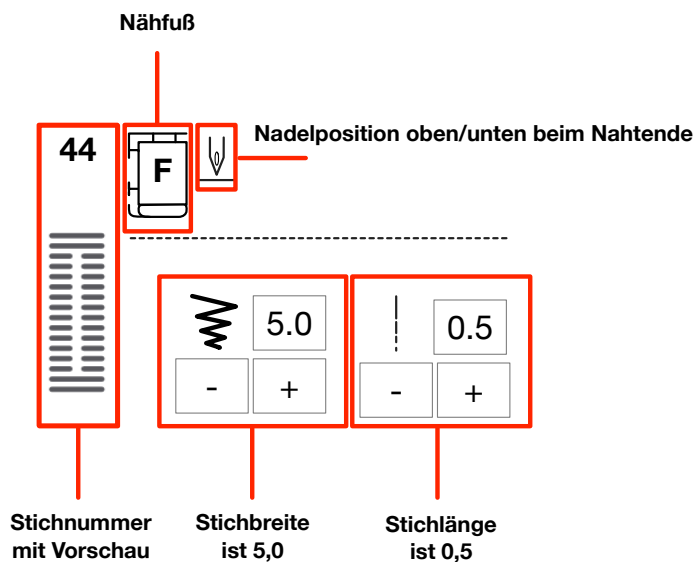 Nähfuß
Nadelposition oben/unten beim Nahtende
44
F
5.0
0.5
- +
- +
Stichnummer
mit Vorschau
Stichbreite
ist 5,0
Stichlänge
ist 0,5